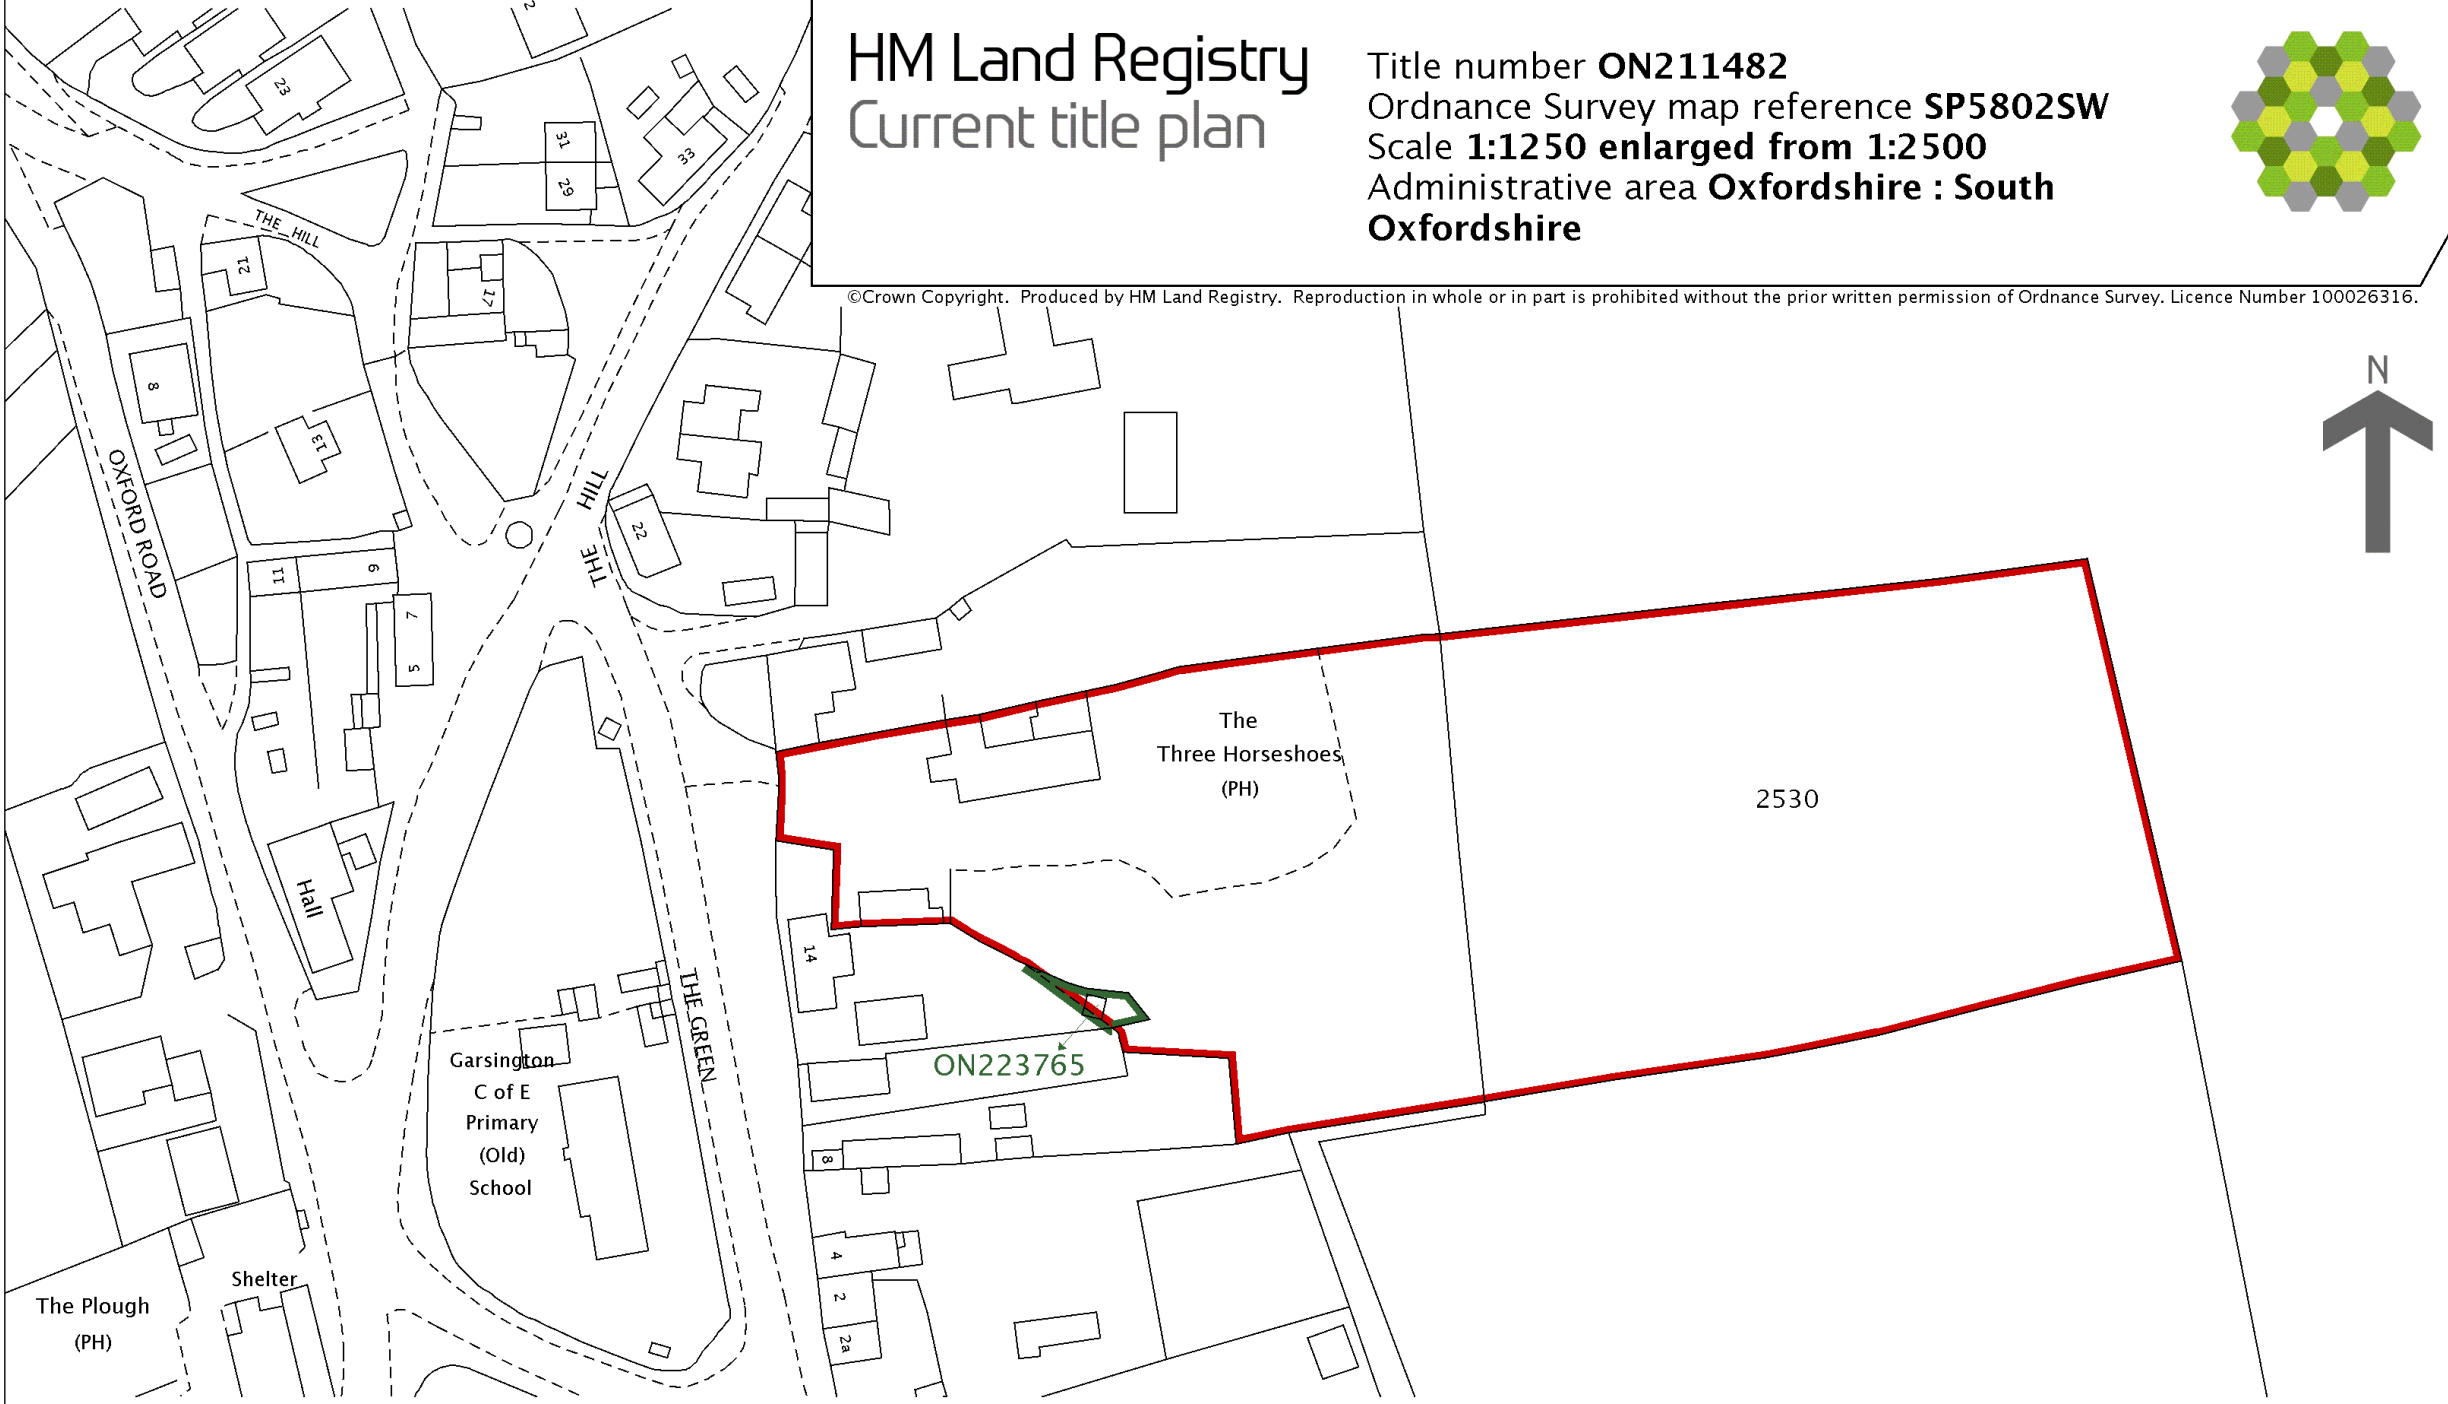 HM Land Registry
Current title plan
Title number ON211482
Ordnance Survey map reference SP5802SW
Scale 1:1250 enlarged from 1:2500
Administrative area Oxfordshire : South
Oxfordshire
©Crown Copyright. Produced by HM Land Registry. Reproduction in whole or in part is prohibited without the prior written permission of Ordnance Survey. Licence Number 100026316.
N
2
23
31
29
33
THE HILL
21
17
8
13
OXFORD ROAD
THE HILL
22
11
9
7
5
The
Three Horseshoes
(PH)
2530
Hall
14
THE GREEN
ON223765
Garsington
C of E
Primary
(Old)
School
8
4
2
2a
Shelter
The Plough
(PH)